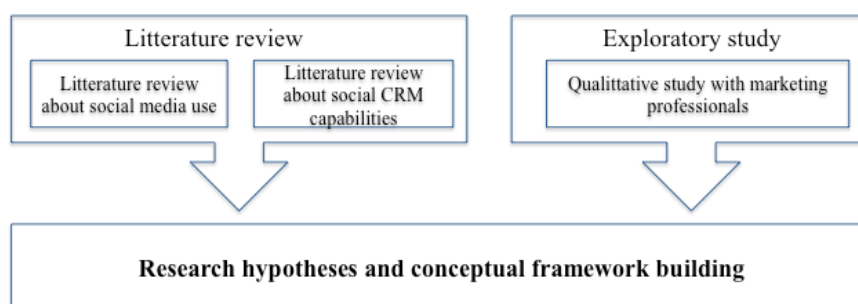 Litterature review
Litterature review
about social media use
Litterature review
about social CRM
capabilities
Exploratory study
Qualittative study with marketing
professionals
Research hypotheses and conceptual framework building